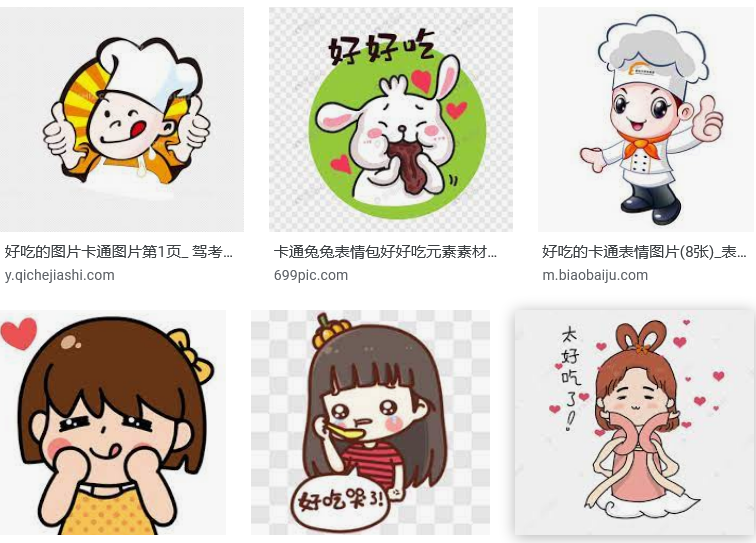 好好吃
好吃的图片卡通图片第1页_ 驾考...
y.qichejiashi.com
卡通兔兔表情包好好吃元素素材...
699pic.com
好吃的卡通表情图片(8张)_表...
m.biaobaiju.com
好吃哭了!
太好吃了!